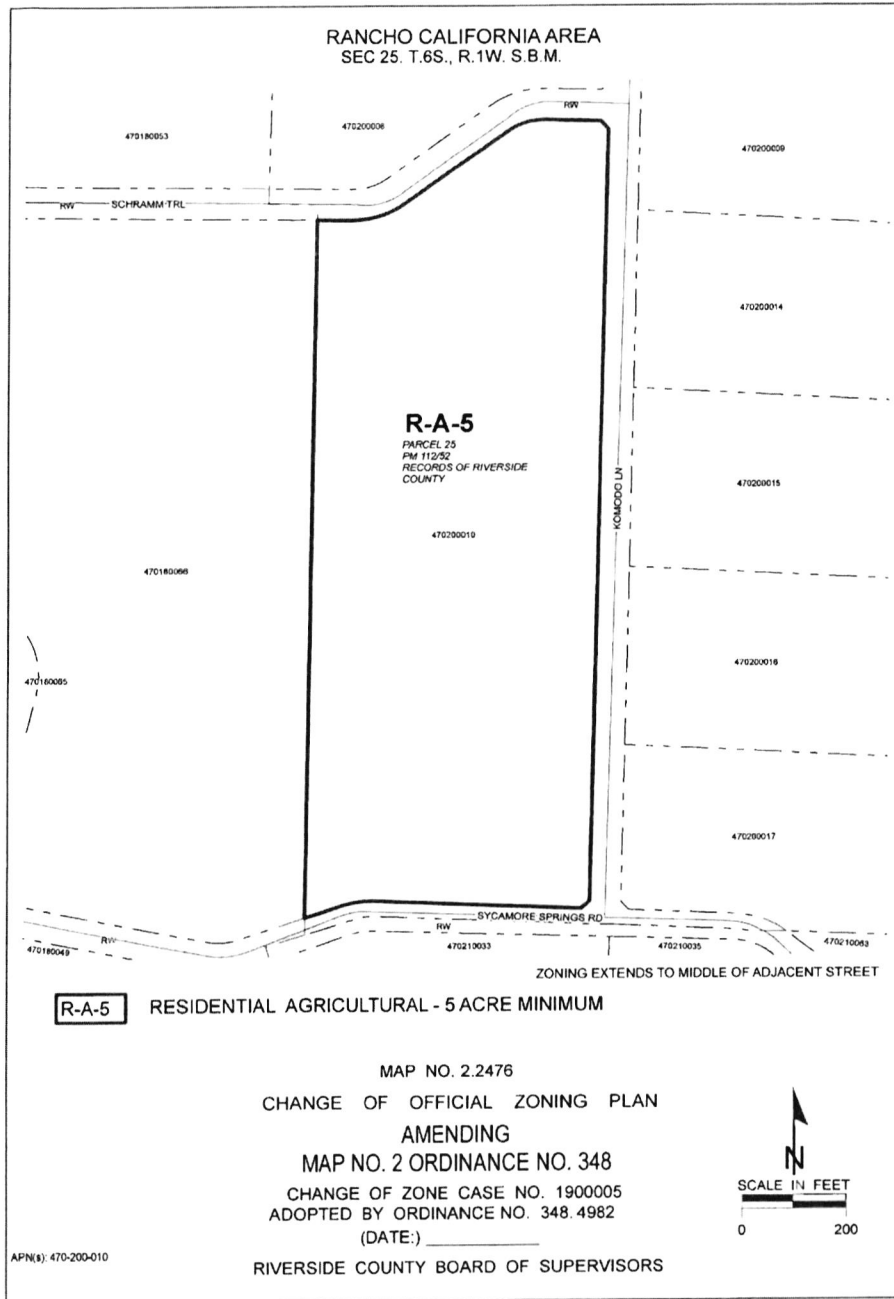 RANCHO CALIFORNIA AREA
SEC 25. T.6S., R.1W. S.B.M.
RW
470180053
470200006
470200009
RW
SCHRAMM TRL
470200014
R-A-5
PARCEL 25
PM 112/52
RECORDS OF RIVERSIDE
COUNTY
KOMODO LN
470200015
470200010
470180066
470200016
470180065
470200017
SYCAMORE SPRINGS RD
RW
RW
470180049
470210033
470210035
470210063
ZONING EXTENDS TO MIDDLE OF ADJACENT STREET
R-A-5
RESIDENTIAL AGRICULTURAL - 5 ACRE MINIMUM
MAP NO. 2.2476
CHANGE OF OFFICIAL ZONING PLAN
AMENDING
MAP NO. 2 ORDINANCE NO. 348
CHANGE OF ZONE CASE NO. 1900005
ADOPTED BY ORDINANCE NO. 348.4982
(DATE:) ___________
RIVERSIDE COUNTY BOARD OF SUPERVISORS
N
SCALE IN FEET
0 200
APN(s): 470-200-010